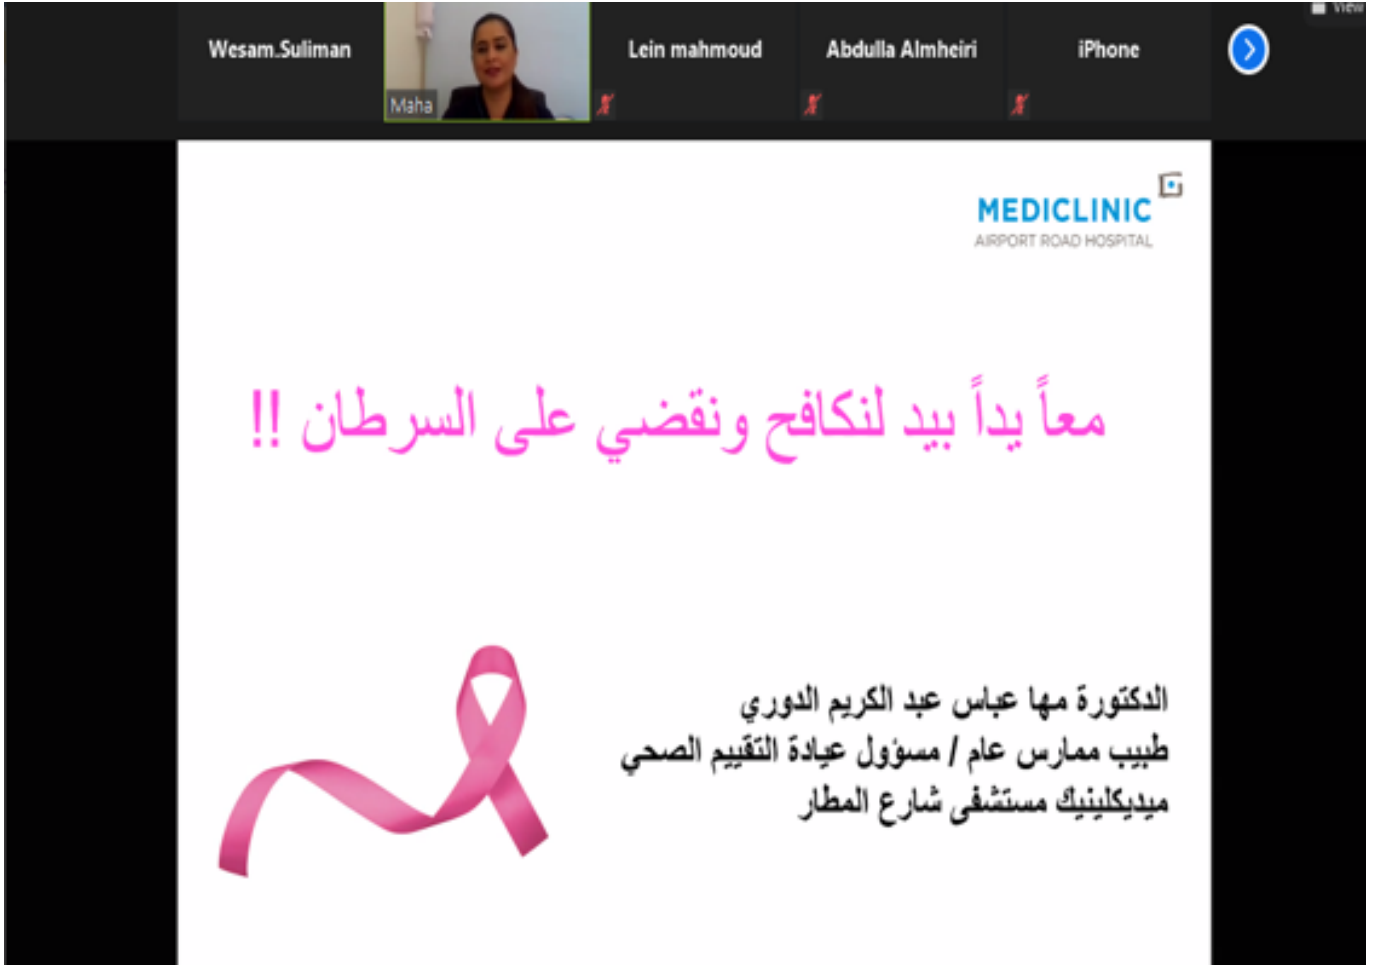 View
Wesam.Suliman
Maha
Lein mahmoud
Abdulla Almheiri
iPhone
MEDICLINIC
AIRPORT ROAD HOSPITAL
معاً يداً بيد لنكافح ونقضي على السرطان !!
الدكتورة مها عباس عبد الكريم الدوري
طبيب ممارس عام / مسؤول عيادة التقييم الصحي
ميديكلينيك مستشفى شارع المطار